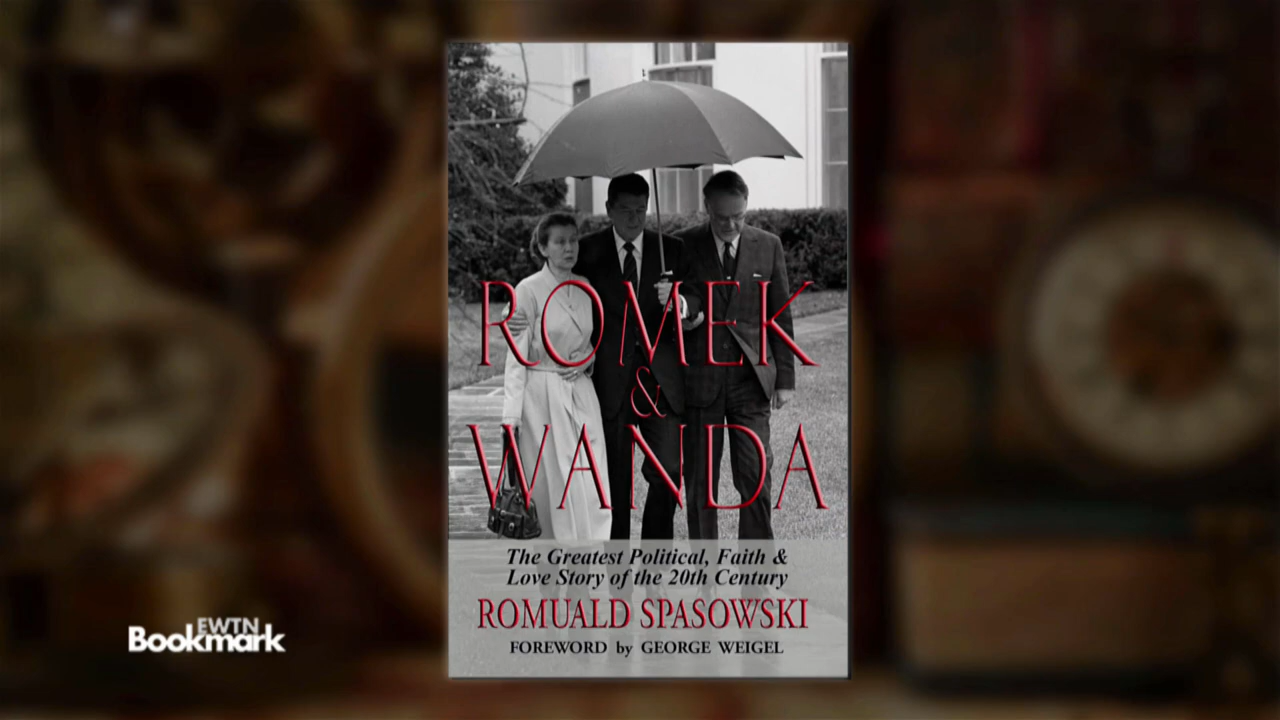 ROMEK
&
WANDA
The Greatest Political, Faith &
Love Story of the 20th Century
ROMUALD SPASOWSKI
FOREWORD by GEORGE WEIGEL
EWTN
Bookmark